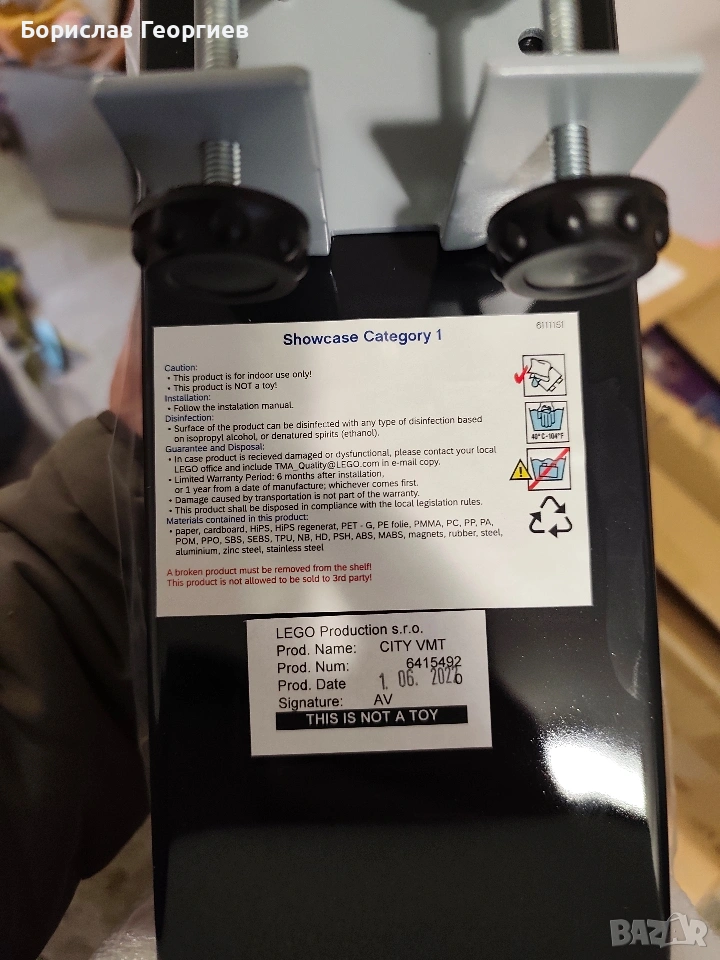 Борислав Георгиев
Showcase Category 1
6111151
Caution:
• This product is for indoor use only!
• This product is NOT a toy!
Installation:
• Follow the instalation manual.
Disinfection:
• Surface of the product can be disinfected with any type of disinfection based
on isopropyl alcohol, or denatured spirits (ethanol).
Guarantee and Disposal:
• In case product is recieved damaged or dysfunctional, please contact your local
LEGO office and include TMA_Quality@LEGO.com in e-mail copy.
• Limited Warranty Period: 6 months after installation,
or 1 year from a date of manufacture; whichever comes first.
• Damage caused by transportation is not part of the warranty.
• This product shall be disposed in compliance with the local legislation rules.
Materials contained in this product:
• paper, cardboard, HiPS, HiPS regenerat, PET - G, PE folie, PMMA, PC, PP, PA,
POM, PPO, SBS, SEBS, TPU, NB, HD, PSH, ABS, MABS, magnets, rubber, steel,
aluminium, zinc steel, stainless steel
A broken product must be removed from the shelf!
This product is not allowed to be sold to 3rd party!
40°C-104°F
LEGO Production s.r.o.
Prod. Name: CITY VMT
Prod. Num: 6415492
Prod. Date 1. 06.
Signature: AV
THIS IS NOT A TOY
BAZAR